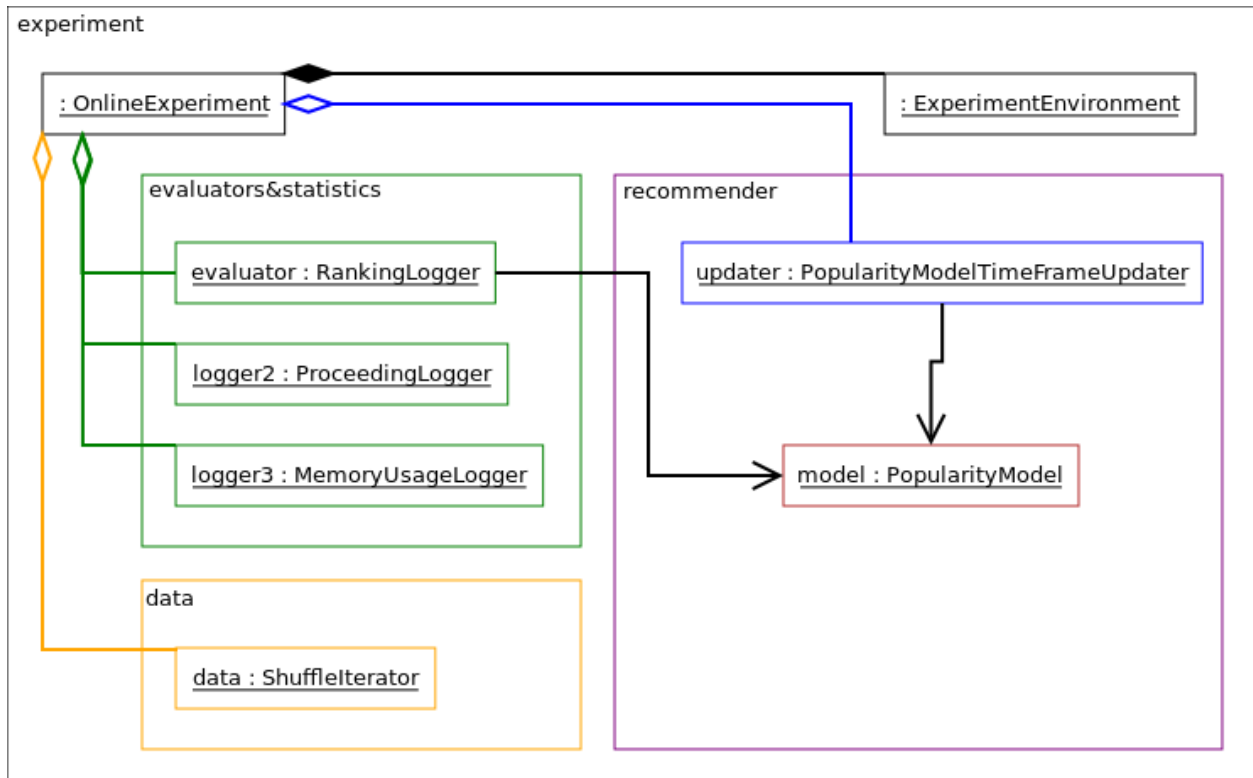 experiment
: OnlineExperiment
: ExperimentEnvironment
evaluators&statistics
recommender
evaluator : RankingLogger
updater : PopularityModelTimeFrameUpdater
logger2 : ProceedingLogger
logger3 : MemoryUsageLogger
model : PopularityModel
data
data : ShuffleIterator